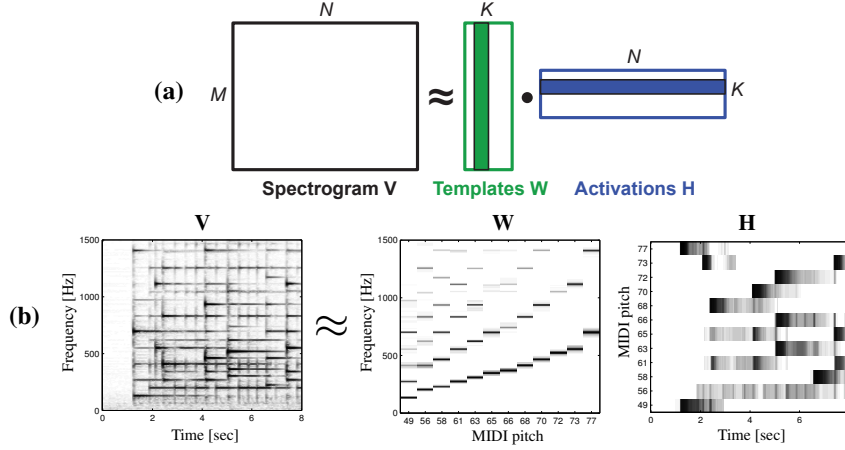 N
K
N
(a)
M
≈
•
K
Spectrogram V
Templates W
Activations H
V
W
H
(b)
Frequency [Hz]
1500
1000
500
0
0 2 4 6 8
Time [sec]
≈
Frequency [Hz]
1500
1000
500
0
49 56 58 61 63 65 66 68 70 72 73 77
MIDI pitch
MIDI pitch
77
73
72
70
68
66
65
63
61
58
56
49
0 2 4 6
Time [sec]